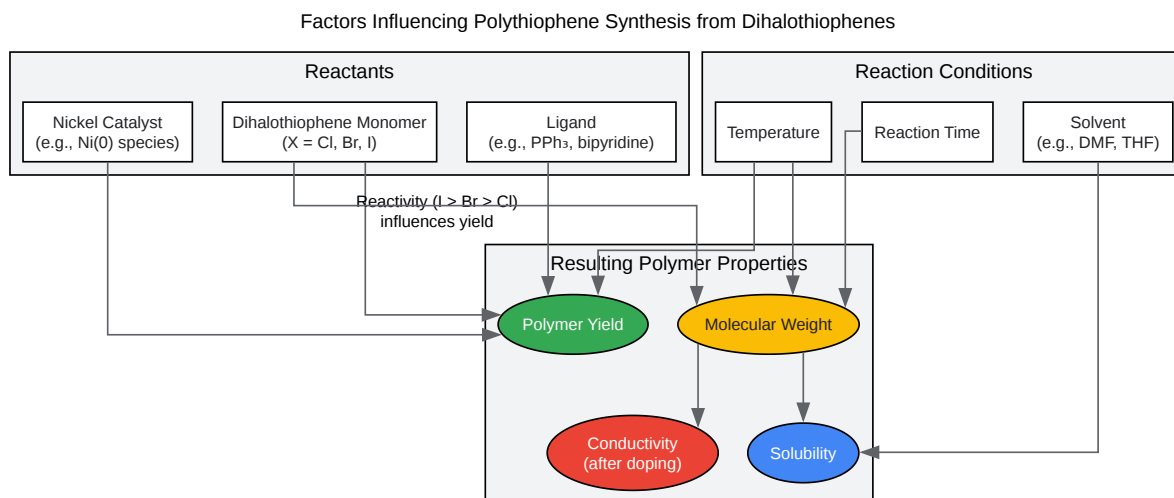 Factors Influencing Polythiophene Synthesis from Dihalothiophenes
Reactants
Reaction Conditions
Nickel Catalyst
(e.g., Ni(0) species)
Dihalothiophene Monomer
(X = Cl, Br, I)
Ligand
(e.g., PPh₃, bipyridine)
Temperature
Reaction Time
Solvent
(e.g., DMF, THF)
Reactivity (I > Br > Cl)
influences yield
Resulting Polymer Properties
Polymer Yield
Molecular Weight
Conductivity
(after doping)
Solubility